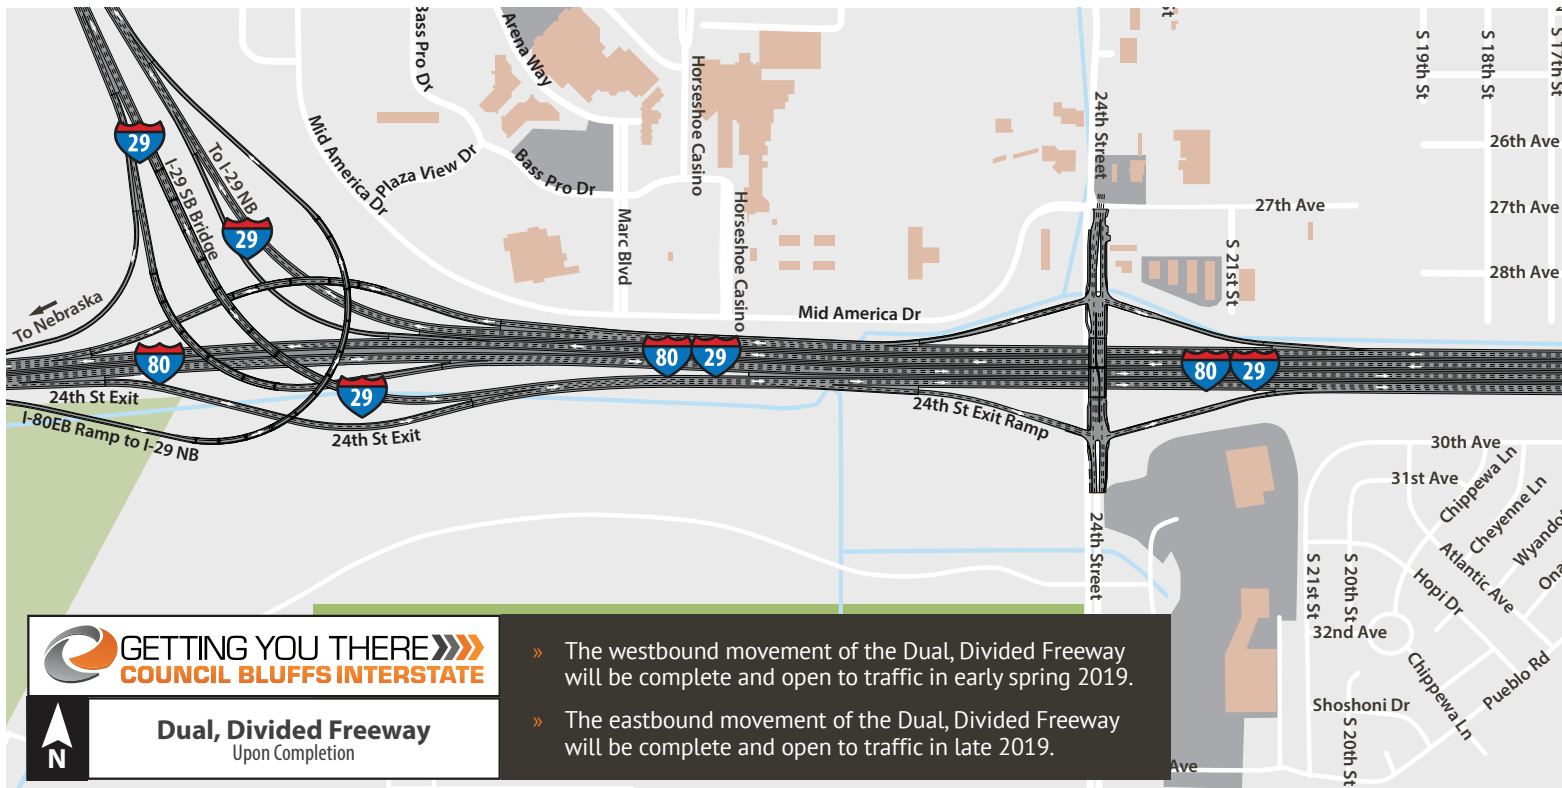 Bass Pro Dr
Arena Way
St
24th Street
S 19th St
S 18th St
S 17th St
29
Mid America Dr
Horseshoe Casino
To I-29 NB
I-29 SB Bridge
Plaza View Dr
Bass Pro Dr
26th Ave
27th Ave
27th Ave
29
Marc Blvd
Horseshoe Casino
S 21st St
28th Ave
To Nebraska
Mid America Dr
80
80
29
80
29
29
24th St Exit
24th St Exit Ramp
I-80EB Ramp to I-29 NB
24th St Exit
30th Ave
31st Ave
Chippewa Ln
Cheyenne Ln
24th Street
Atlantic Ave
S 21st St
S 20th St
Hopi Dr
32nd Ave
Chippewa Ln
Pueblo Rd
Shoshoni Dr
S 20th St
Ave
GETTING YOU THERE
COUNCIL BLUFFS INTERSTATE
N
Dual, Divided Freeway
Upon Completion
» The westbound movement of the Dual, Divided Freeway
will be complete and open to traffic in early spring 2019.
» The eastbound movement of the Dual, Divided Freeway
will be complete and open to traffic in late 2019.